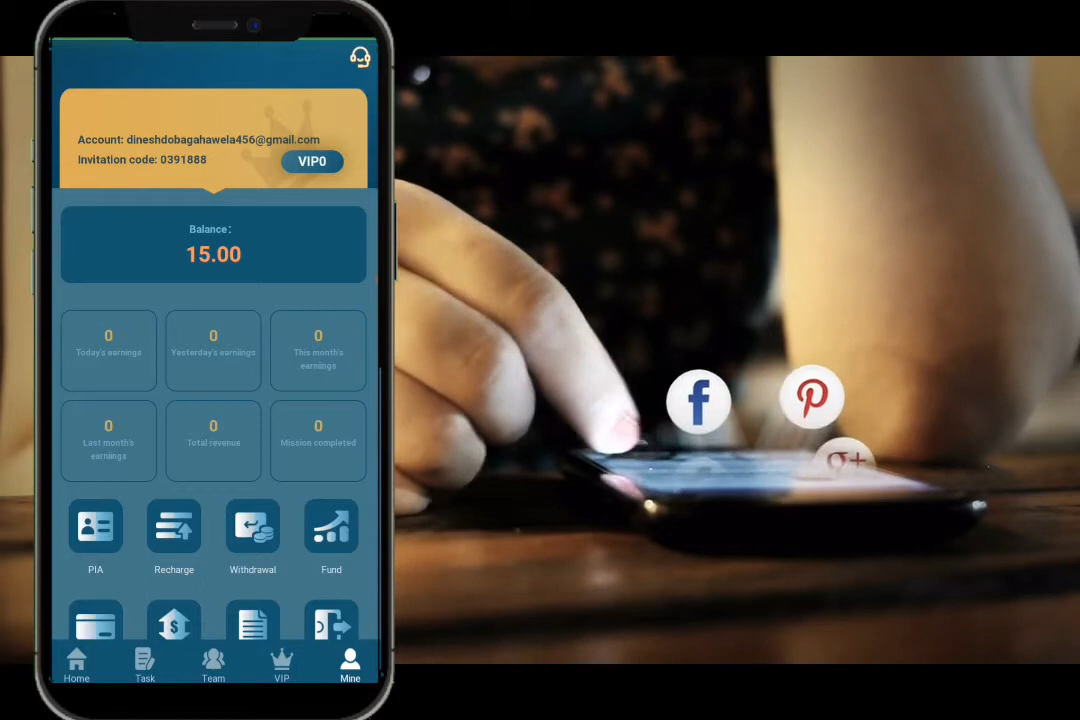 Account: dineshdobagahawela456@gmail.com
Invitation code: 0391888
VIP0
Balance:
15.00
0
Today's earnings
0
Yesterday's earniings
0
This month's
earnings
0
Last month's
earniings
0
Total revenue
0
Mission completed
PIA
Recharge
Withdrawal
Fund
$
Home
Task
Team
VIP
Mine
f
g+